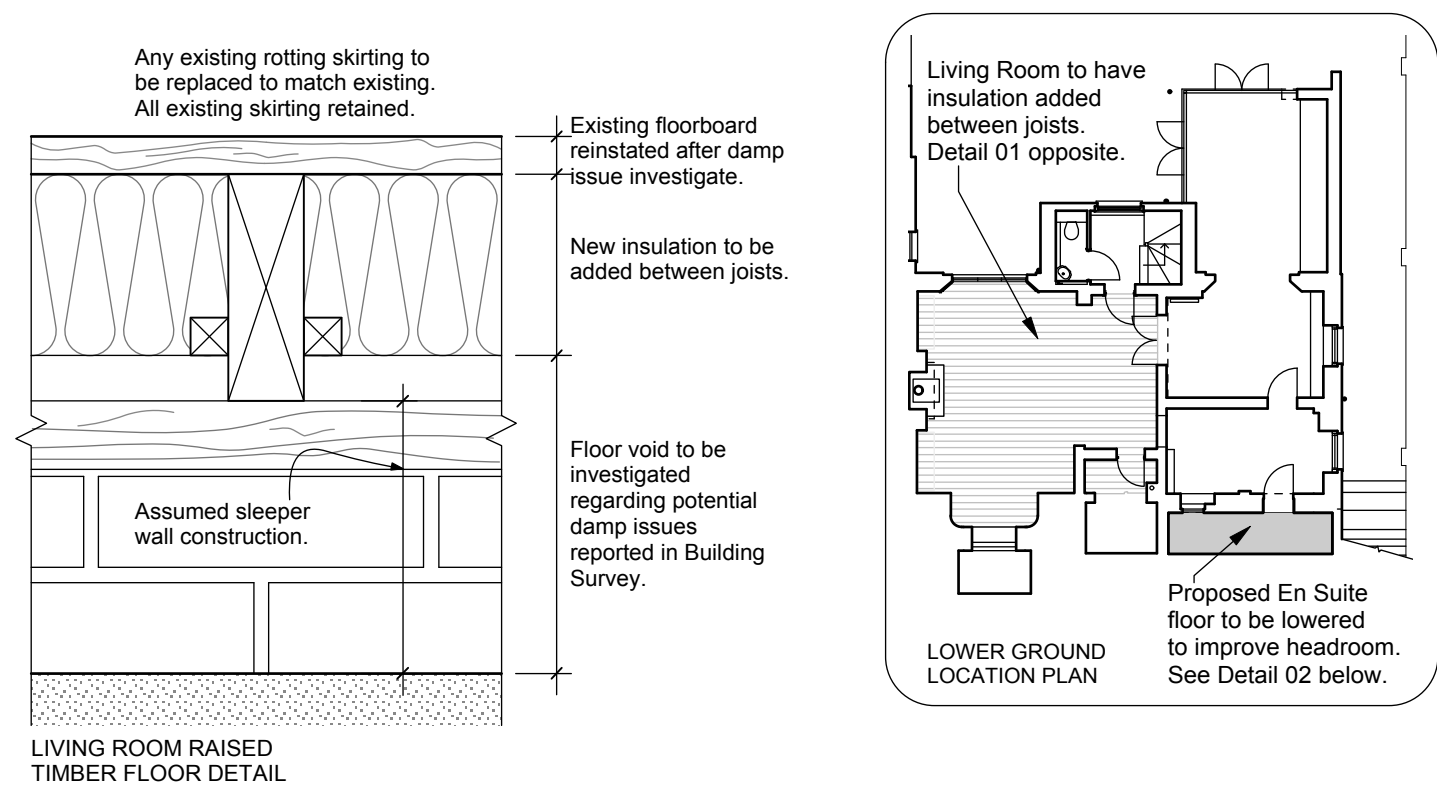 Any existing rotting skirting to
be replaced to match existing.
All existing skirting retained.
Existing floorboard
reinstated after damp
issue investigate.
New insulation to be
added between joists.
Floor void to be
investigated
regarding potential
damp issues
reported in Building
Survey.
Assumed sleeper
wall construction.
LIVING ROOM RAISED
TIMBER FLOOR DETAIL
Living Room to have
insulation added
between joists.
Detail 01 opposite.
Proposed En Suite
floor to be lowered
to improve headroom.
See Detail 02 below.
LOWER GROUND
LOCATION PLAN